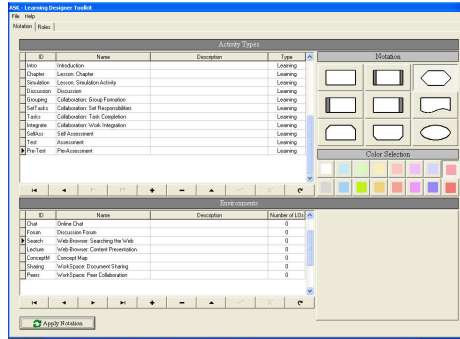 ASK - Learning Designer Toolkit
File Help
Notation Roles
Activity Types
ID Name Description Type
Intro Introduction Learning
Chapter Lesson: Chapter Learning
Simulation Lesson: Simulation Activity Learning
Discussion Discussion Learning
Grouping Collaboration: Group Formation Learning
SetTasks Collaboration: Set Responsibilities Learning
Tasks Collaboration: Task Completion Learning
Integrate Collaboration: Work Integration Learning
SelfAss Self Assessment Learning
Test Assessment Learning
Pre-Test Pre-Assessment Learning
Notation
Color Selection
Environments
ID Name Description Number of LOs
Chat Online Chat 0
Forum Discussion Forum 0
Search Web-Browser: Searching the Web 0
Lecture Web-Browser: Content Presentation 0
ConceptM Concept Map 0
Sharing WorkSpace: Document Sharing 0
Peers WorkSpace: Peer Collaboration 0
Apply Notation